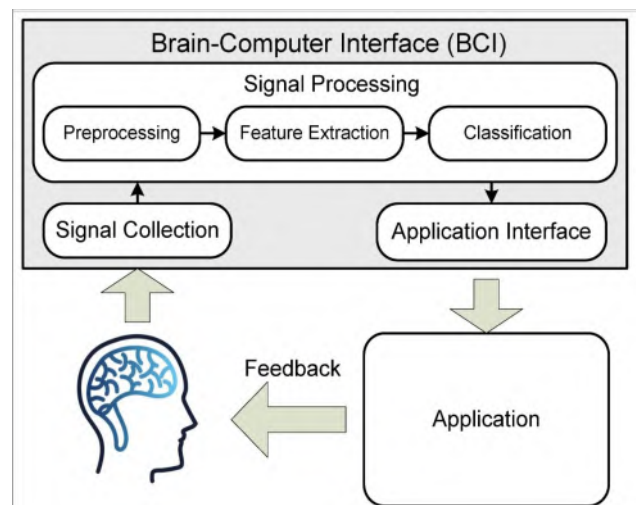 Brain-Computer Interface (BCI)
Signal Processing
Preprocessing
Feature Extraction
Classification
Signal Collection
Application Interface
Feedback
Application